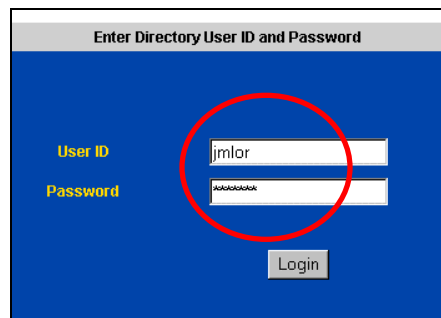 Enter Directory User ID and Password
User ID jmlor
Password *******
Login